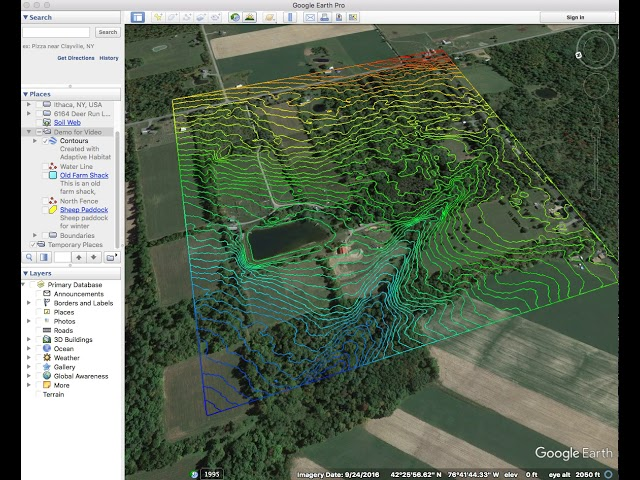 Google Earth Pro
Sign in
Search
Search
ex: Pizza near Clayville, NY
Get Directions History
Places
Ithaca, NY, USA
6164 Deer Run L...
Soil Web
Demo for Video
Contours
Created with
Adaptive Habitat
Water Line
Old Farm Shack
This is an old
farm shack,
North Fence
Sheep Paddock
Sheep paddock
for winter
Boundaries
Temporary Places
Layers
Primary Database
Announcements
Borders and Labels
Places
Photos
Roads
3D Buildings
Ocean
Weather
Gallery
Global Awareness
More
Terrain
Google Earth
1995
Imagery Date: 9/24/2016 42°25'56.62" N 76°41'44.33" W elev 0 ft eye alt 2050 ft